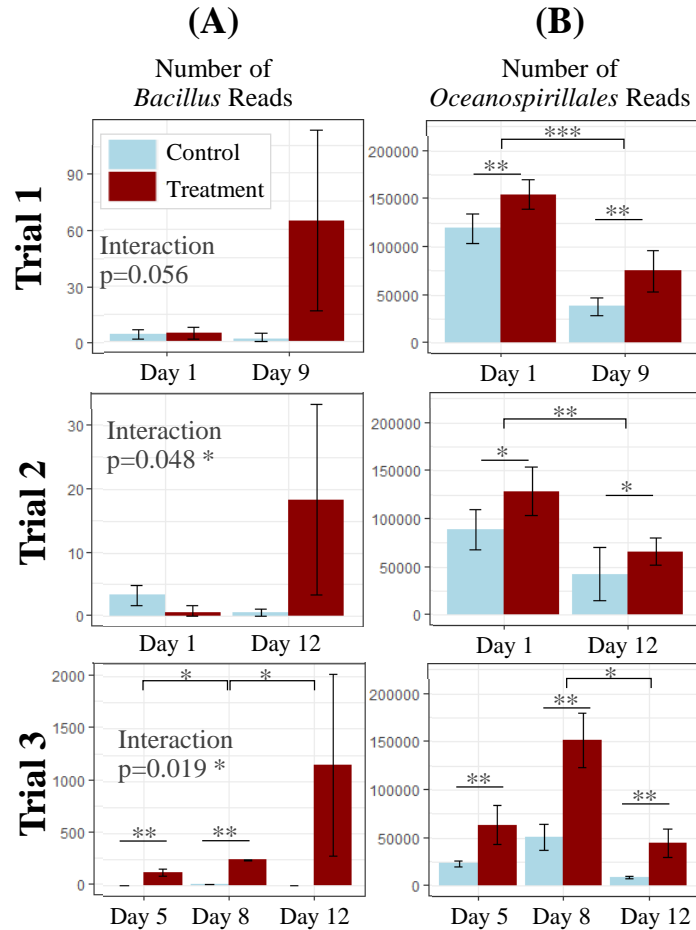 (A)
(B)
Number of
Bacillus Reads
Number of
Oceanospirillales Reads
Trial 1
90
60
30
0
Control
Treatment
Interaction
p=0.056
Day 1
Day 9
200000
150000
100000
50000
0
***
**
**
Day 1
Day 9
Trial 2
30
20
10
0
Interaction
p=0.048 *
Day 1
Day 12
200000
150000
100000
50000
0
**
*
*
Day 1
Day 12
Trial 3
2000
1500
1000
500
0
*
*
Interaction
p=0.019 *
**
**
Day 5
Day 8
Day 12
200000
150000
100000
50000
0
*
**
**
**
Day 5
Day 8
Day 12